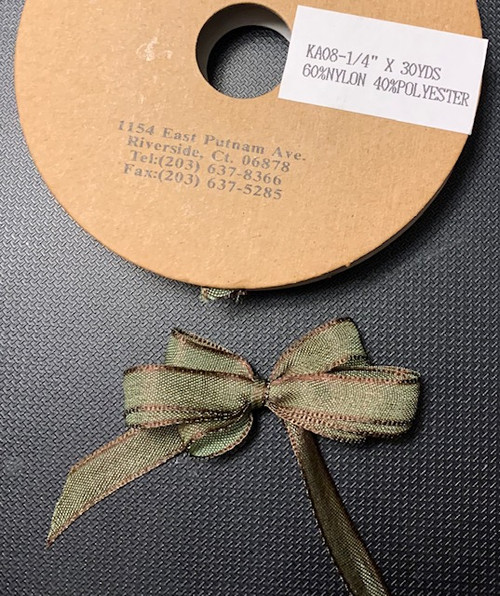 KA08-1/4" X 30YDS
60%NYLON 40%POLYESTER
1154 East Putnam Ave.
Riverside, Ct. 06878
Tel:(203) 637-8366
Fax:(203) 637-5285